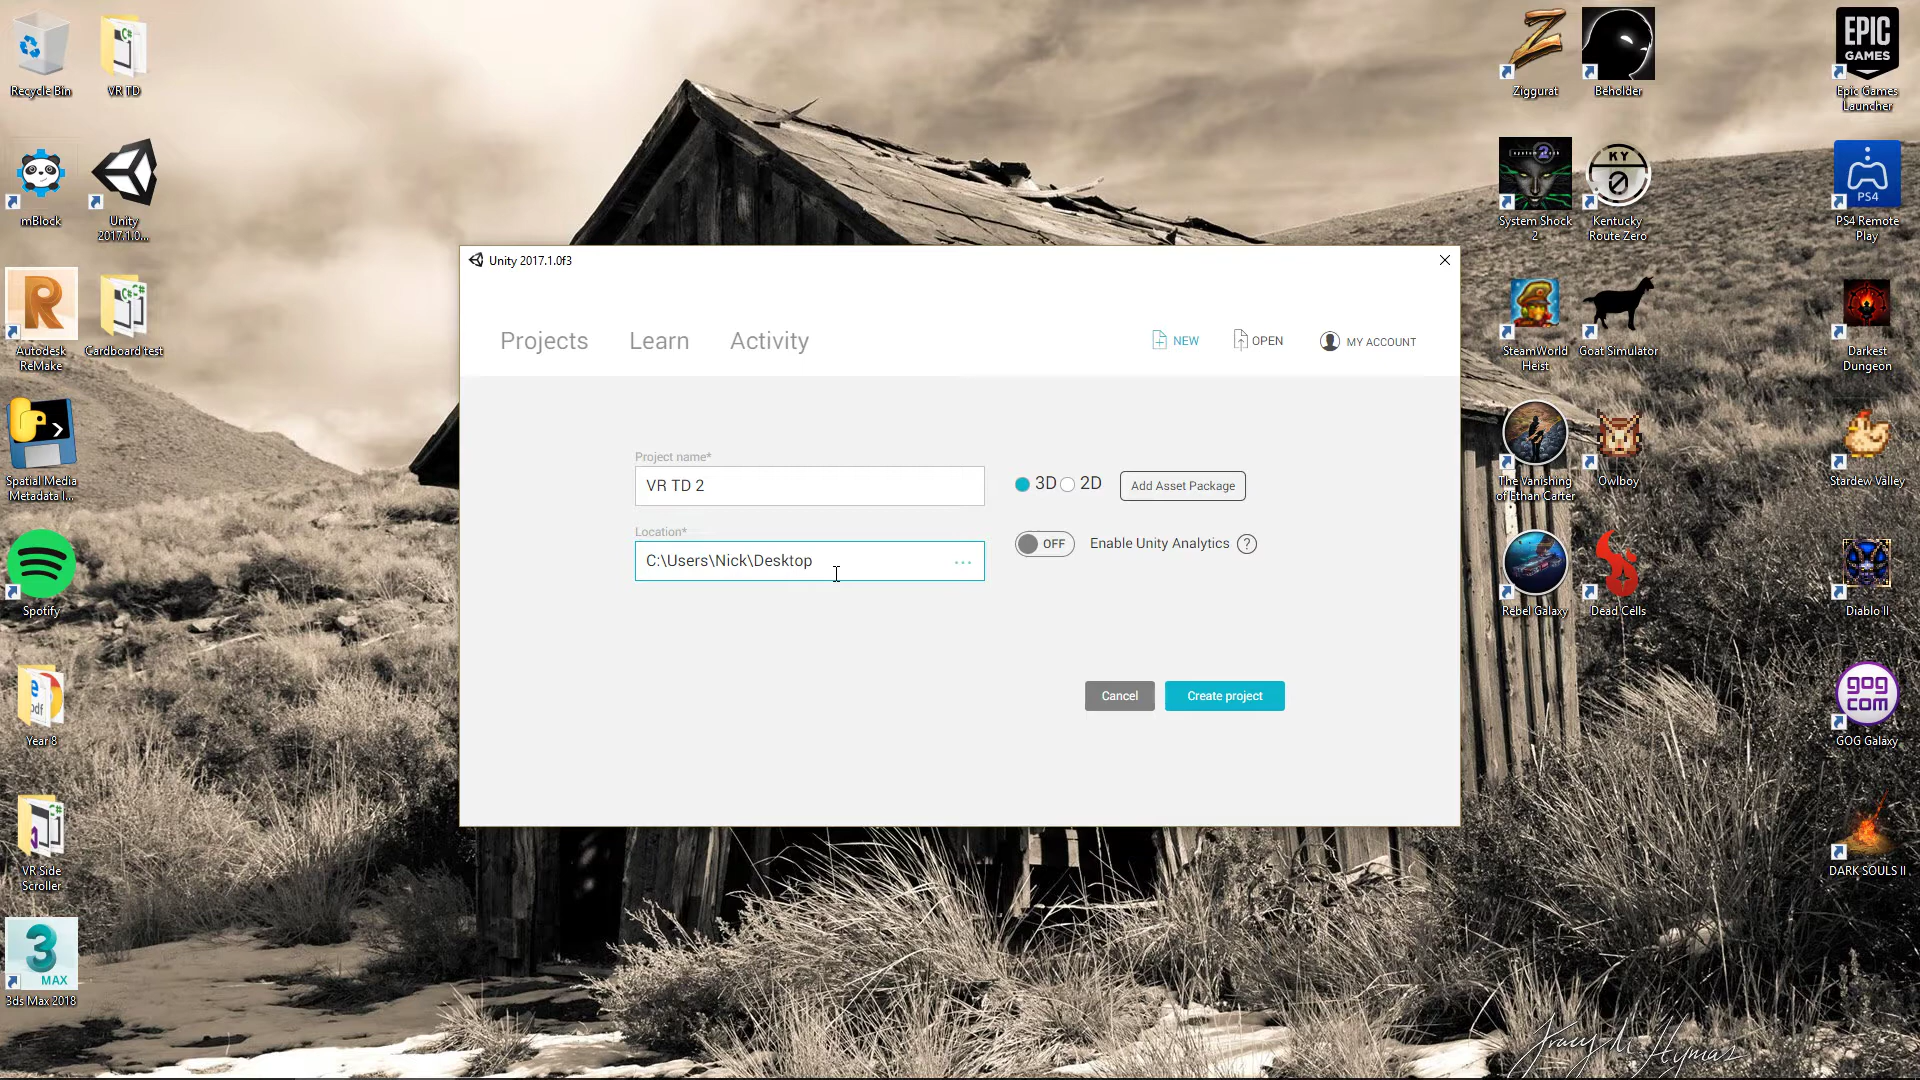 Recycle Bin
VR TD
mBlock
Unity
2017.1.0...
Autodesk
ReMake
Cardboard test
Spatial Media
Metadata I...
Spotify
Year 8
VR Side
Scroller
3
MAX
3ds Max 2018
Unity 2017.1.0f3
Projects
Learn
Activity
NEW
OPEN
MY ACCOUNT
Project name*
VR TD 2
3D
2D
Add Asset Package
Location*
C:\Users\Nick\Desktop
...
OFF
Enable Unity Analytics
?
Cancel
Create project
Ziggurat
Beholder
EPIC
GAMES
Epic Games
Launcher
System Shock
2
KY
0
Kentucky
Route Zero
PS4
PS4 Remote
Play
SteamWorld
Heist
Goat Simulator
Darkest
Dungeon
The Vanishing
of Ethan Carter
Owlboy
Stardew Valley
Rebel Galaxy
Dead Cells
Diablo II
gog
com
GOG Galaxy
DARK SOULS II